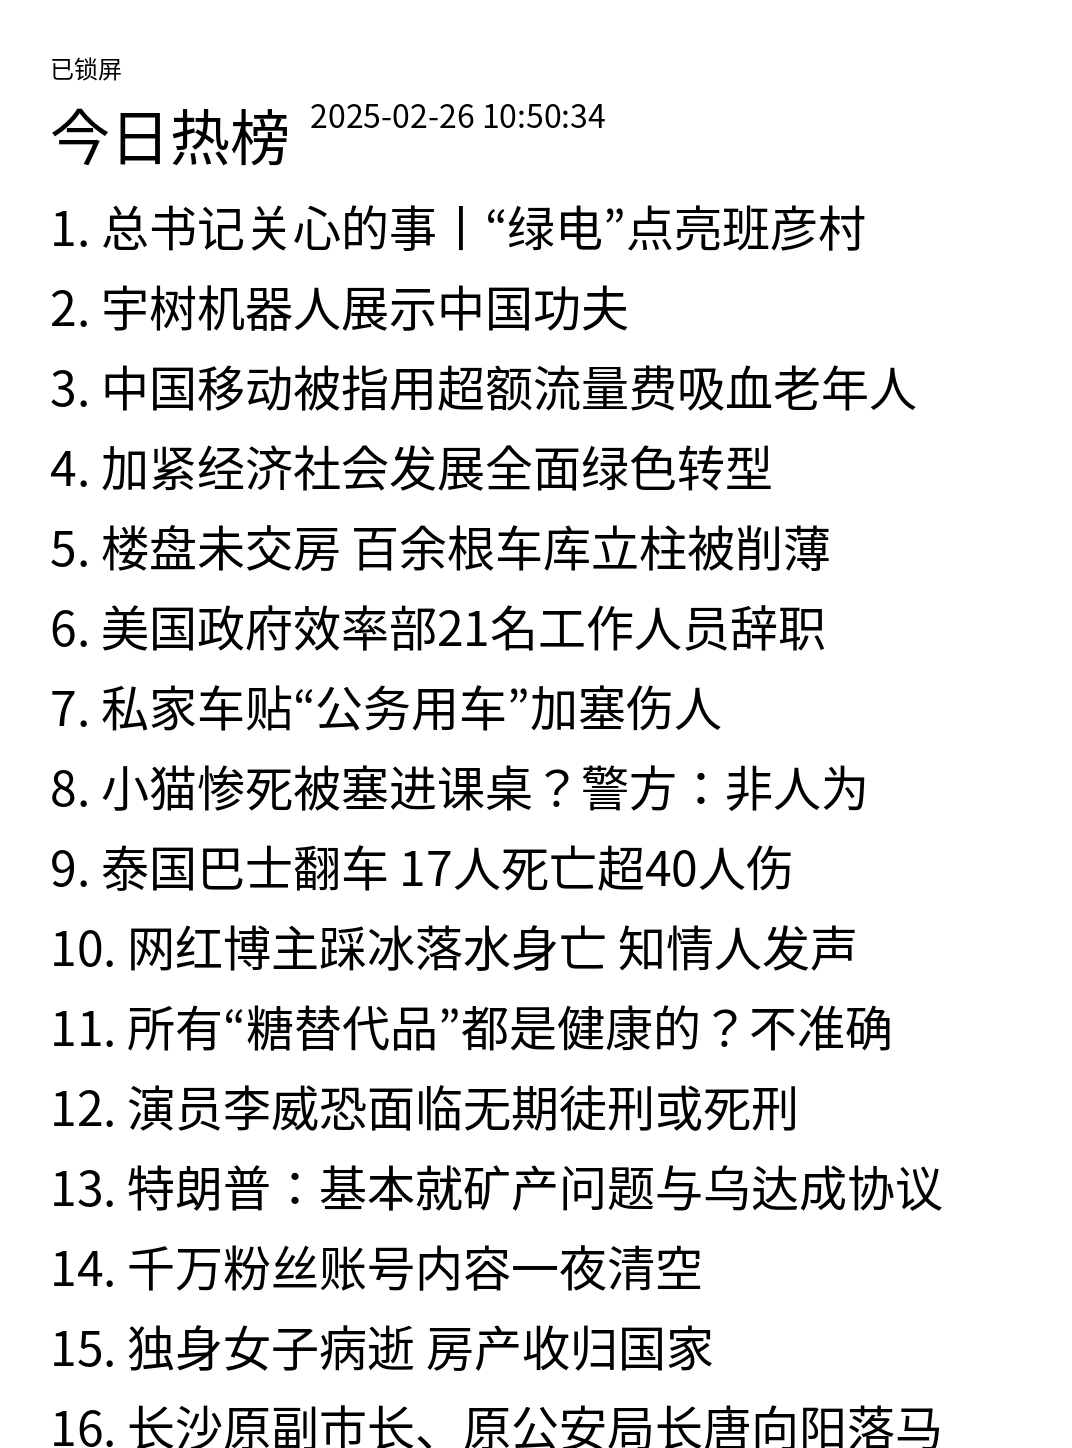 已锁屏
今日热榜 2025-02-26 10:50:34
1. 总书记关心的事丨“绿电”点亮班彦村
2. 宇树机器人展示中国功夫
3. 中国移动被指用超额流量费吸血老年人
4. 加紧经济社会发展全面绿色转型
5. 楼盘未交房 百余根车库立柱被削薄
6. 美国政府效率部21名工作人员辞职
7. 私家车贴“公务用车”加塞伤人
8. 小猫惨死被塞进课桌？警方：非人为
9. 泰国巴士翻车 17人死亡超40人伤
10. 网红博主踩冰落水身亡 知情人发声
11. 所有“糖替代品”都是健康的？不准确
12. 演员李威恐面临无期徒刑或死刑
13. 特朗普：基本就矿产问题与乌达成协议
14. 千万粉丝账号内容一夜清空
15. 独身女子病逝 房产收归国家
16. 长沙原副市长、原公安局长唐向阳落马